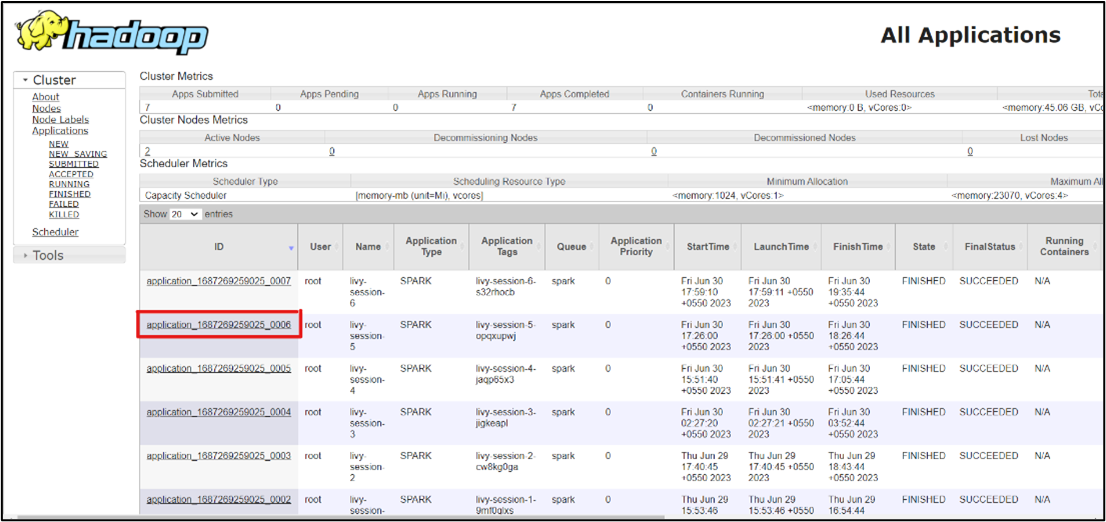 hadoop
All Applications
Cluster
About
Nodes
Node Labels
Applications
NEW
NEW_SAVING
SUBMITTED
ACCEPTED
RUNNING
FINISHED
FAILED
KILLED
Scheduler
Tools
Cluster Metrics
Apps Submitted Apps Pending Apps Running Apps Completed Containers Running Used Resources Tota
7 0 0 7 0 <memory:0 B, vCores:0> <memory:45.06 GB, vC
Cluster Nodes Metrics
Active Nodes Decommissioning Nodes Decommissioned Nodes Lost Nodes
2 0 0 0
Scheduler Metrics
Scheduler Type Scheduling Resource Type Minimum Allocation Maximum All
Capacity Scheduler [memory-mb (unit=Mi), vcores] <memory:1024, vCores:1> <memory:23070, vCores:4>
Show 20 entries
ID User Name Application Type Application Tags Queue Application Priority StartTime LaunchTime FinishTime State FinalStatus Running Containers
application_1687269259025_0007 root livy- SPARK livy-session-6- spark 0 Fri Jun 30 Fri Jun 30 Fri Jun 30 FINISHED SUCCEEDED N/A
session- s32rhocb 17:59:10 17:59:11 +0550 19:35:44
6 +0550 2023 2023 +0550 2023
application_1687269259025_0006 root livy- SPARK livy-session-5- spark 0 Fri Jun 30 Fri Jun 30 Fri Jun 30 FINISHED SUCCEEDED N/A
session- opqxupwj 17:26:00 17:26:00 +0550 18:26:44
5 +0550 2023 2023 +0550 2023
application_1687269259025_0005 root livy- SPARK livy-session-4- spark 0 Fri Jun 30 Fri Jun 30 Fri Jun 30 FINISHED SUCCEEDED N/A
session- jaqp65x3 15:51:40 15:51:41 +0550 17:05:44
4 +0550 2023 2023 +0550 2023
application_1687269259025_0004 root livy- SPARK livy-session-3- spark 0 Fri Jun 30 Fri Jun 30 Fri Jun 30 FINISHED SUCCEEDED N/A
session- jigkeapl 02:27:20 02:27:21 +0550 03:52:44
3 +0550 2023 2023 +0550 2023
application_1687269259025_0003 root livy- SPARK livy-session-2- spark 0 Thu Jun 29 Thu Jun 29 Thu Jun 29 FINISHED SUCCEEDED N/A
session- cw8kg0ga 17:40:45 17:40:45 +0550 18:43:44
2 +0550 2023 2023 +0550 2023
application_1687269259025_0002 root livy- SPARK livy-session-1- spark 0 Thu Jun 29 Thu Jun 29 Thu Jun 29 FINISHED SUCCEEDED N/A
session- 15:53:46 15:53:46 +0550 16:54:44